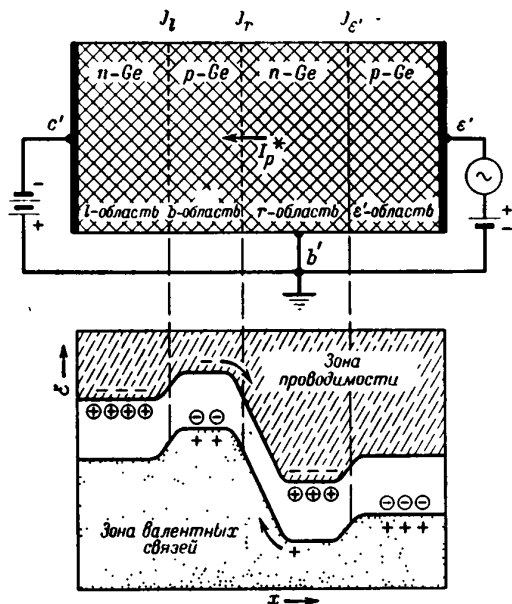 J_l J_r J_ε'
n-Ge p-Ge n-Ge p-Ge
c' ε'
I_p*
− +
+ −
l-область b-область r-область ε'-область
b'
Зона
проводимости
ℰ
− − − −
− − −
⊕⊕⊕⊕ ⊖⊖
+ +
⊕⊕⊕ ⊖⊖⊖
+ + + +
Зона валентных
связей
x